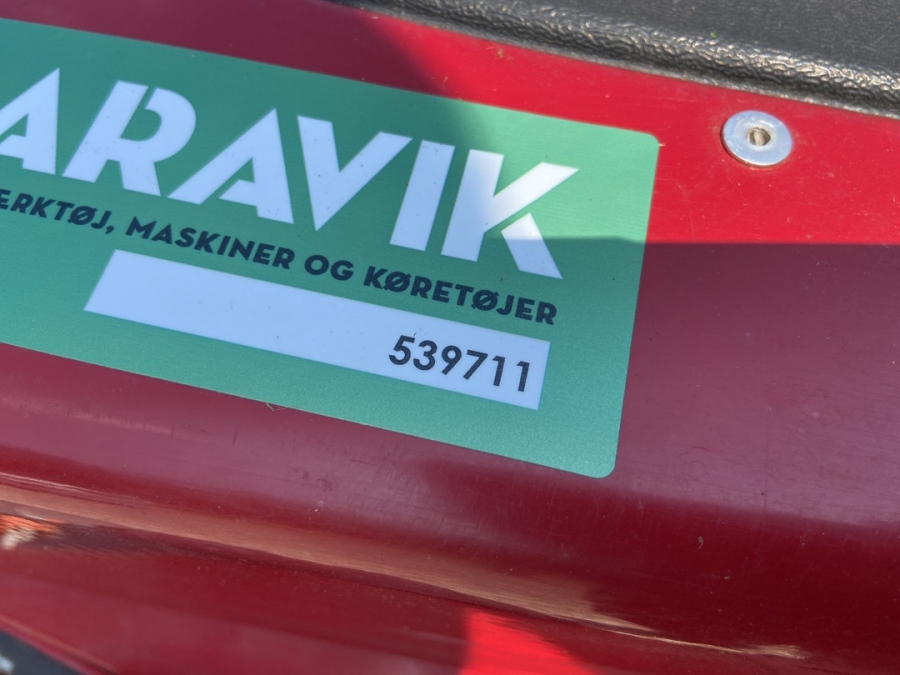 ARAVIK
ERKTØJ, MASKINER OG KØRETØJER
539711